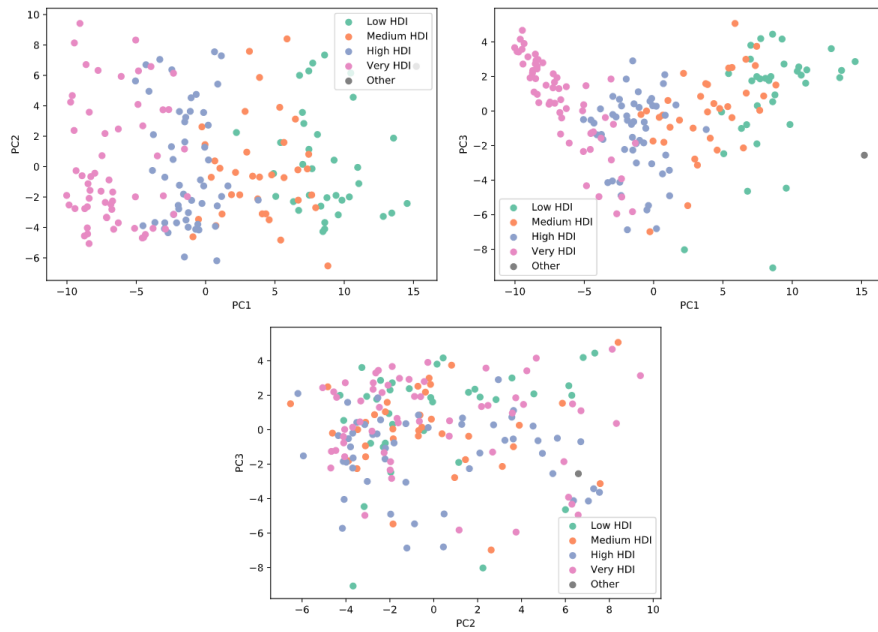 10
8
6
4
2
0
−2
−4
−6
PC2
−10
−5
0
5
10
15
PC1
Low HDI
Medium HDI
High HDI
Very HDI
Other
4
2
0
−2
−4
−6
−8
PC3
−10
−5
0
5
10
15
PC1
Low HDI
Medium HDI
High HDI
Very HDI
Other
4
2
0
−2
−4
−6
−8
PC3
−6
−4
−2
0
2
4
6
8
10
PC2
Low HDI
Medium HDI
High HDI
Very HDI
Other